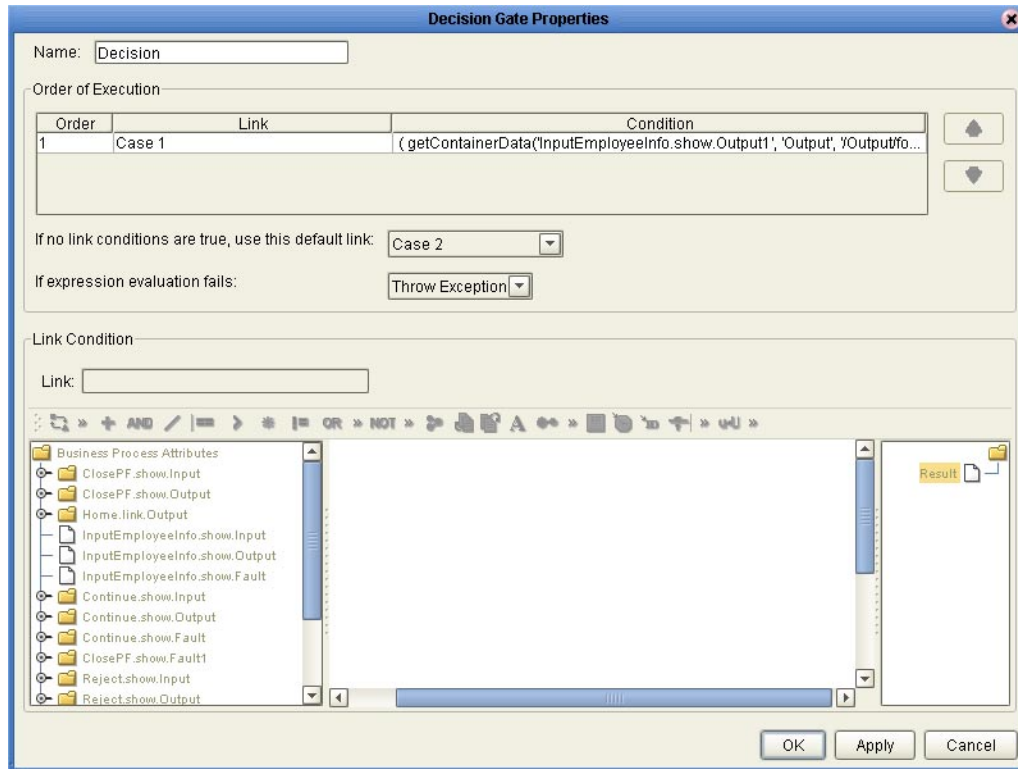 Decision Gate Properties
Name: Decision
Order of Execution
Order Link Condition
1 Case 1 ( getContainerData('InputEmployeeInfo.show.Output1', 'Output', '/Output/fo...
If no link conditions are true, use this default link: Case 2
If expression evaluation fails: Throw Exception
Link Condition
Link:
» + AND / == > * != OR » NOT » A » »
Business Process Attributes
ClosePF.show.Input
ClosePF.show.Output
Home.link.Output
InputEmployeeInfo.show.Input
InputEmployeeInfo.show.Output
InputEmployeeInfo.show.Fault
Continue.show.Input
Continue.show.Output
Continue.show.Fault
ClosePF.show.Fault1
Reject.show.Input
Reject.show.Output
Result
OK Apply Cancel